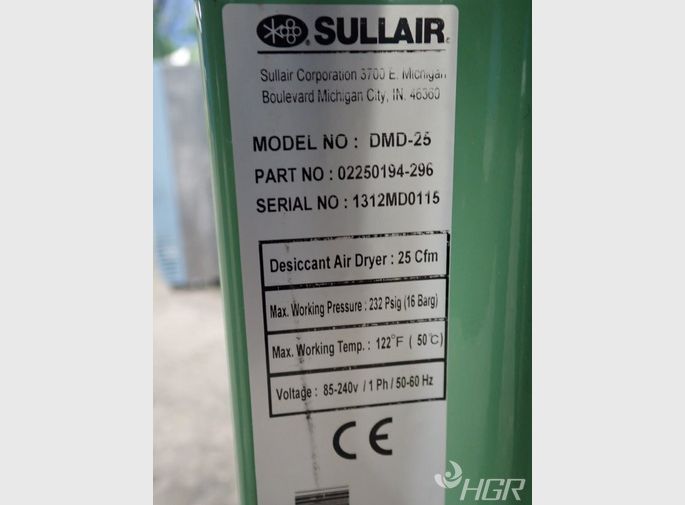 SULLAIR
Sullair Corporation 3700 E. Michigan
Boulevard Michigan City, IN. 46360
MODEL NO : DMD-25
PART NO : 02250194-296
SERIAL NO : 1312MD0115
Desiccant Air Dryer : 25 Cfm
Max. Working Pressure : 232 Psig (16 Barg)
Max. Working Temp. : 122°F ( 50°C )
Voltage : 85-240v / 1 Ph / 50-60 Hz
CE
HGR